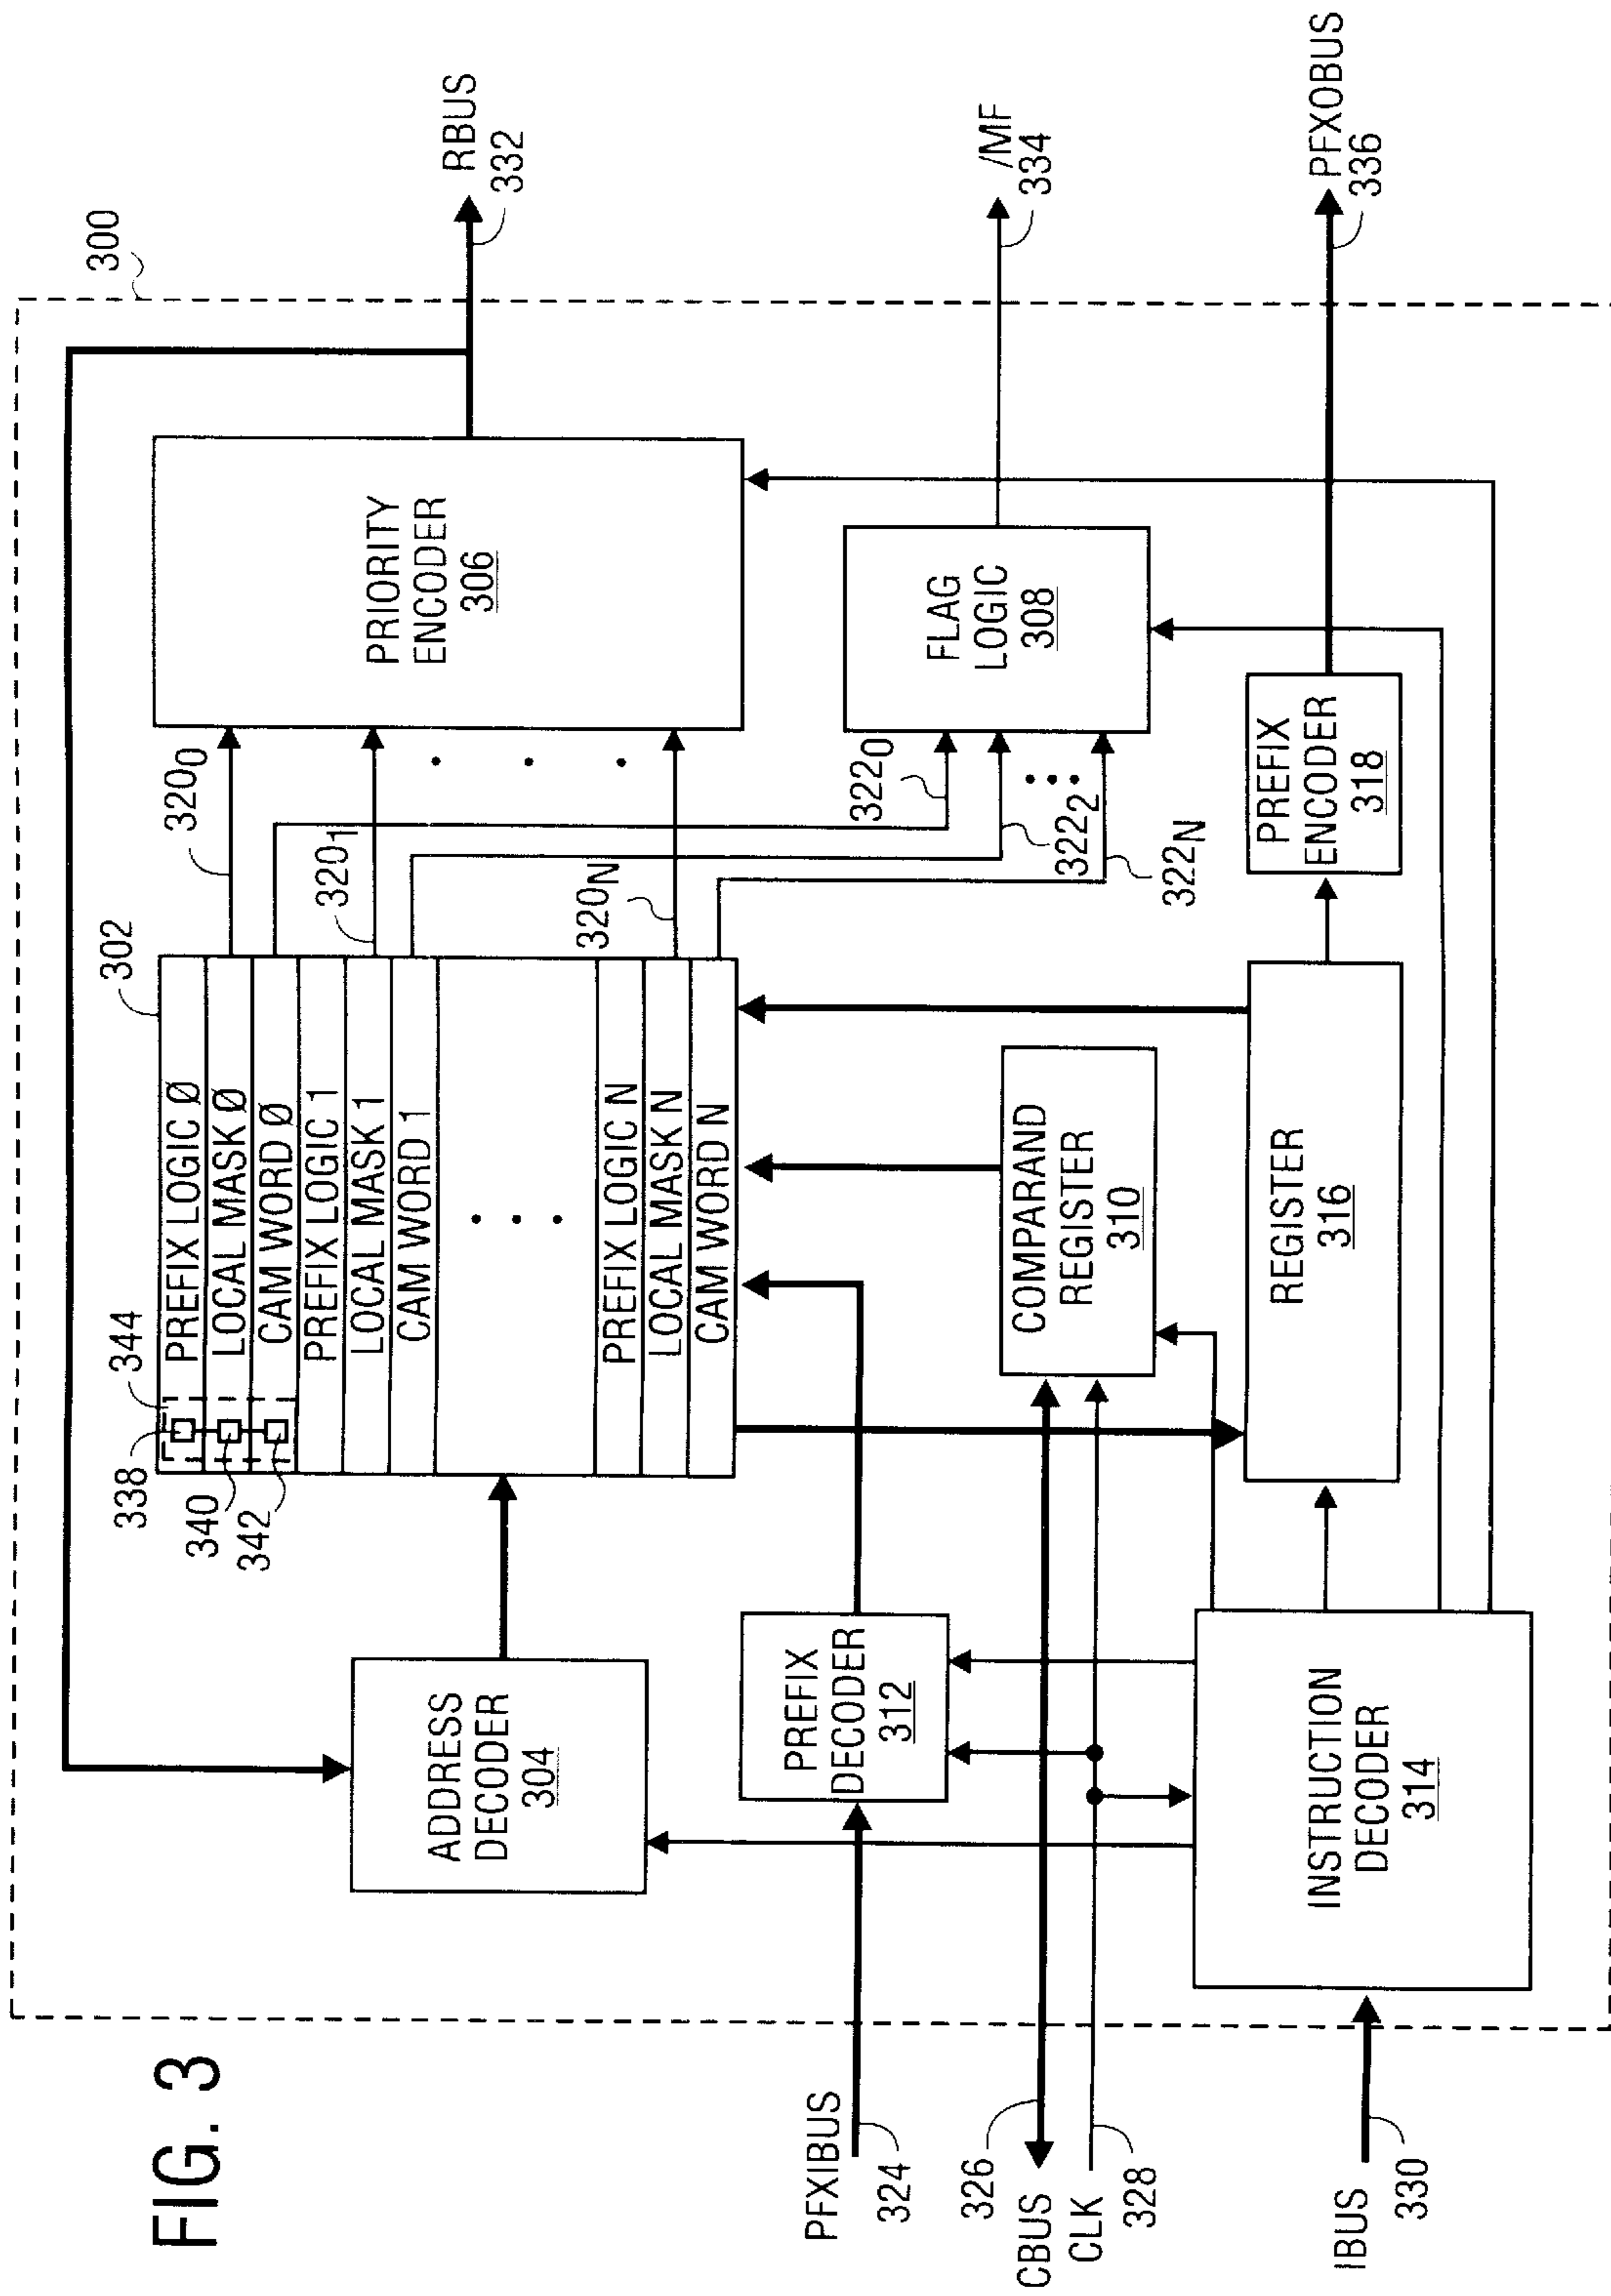 FIG. 3
300
302
344
338
340
342
PREFIX LOGIC Ø
LOCAL MASK Ø
CAM WORD Ø
PREFIX LOGIC 1
LOCAL MASK 1
CAM WORD 1
• • •
PREFIX LOGIC N
LOCAL MASK N
CAM WORD N
320₀
320₁
320N
• • •
PRIORITY
ENCODER
306
RBUS
332
ADDRESS
DECODER
304
322₀
322₂
322N
•••
FLAG
LOGIC
308
/MF
334
PFXIBUS
324
PREFIX
DECODER
312
326
CBUS
CLK
328
COMPARAND
REGISTER
310
IBUS
330
INSTRUCTION
DECODER
314
REGISTER
316
PREFIX
ENCODER
318
PFXOBUS
336